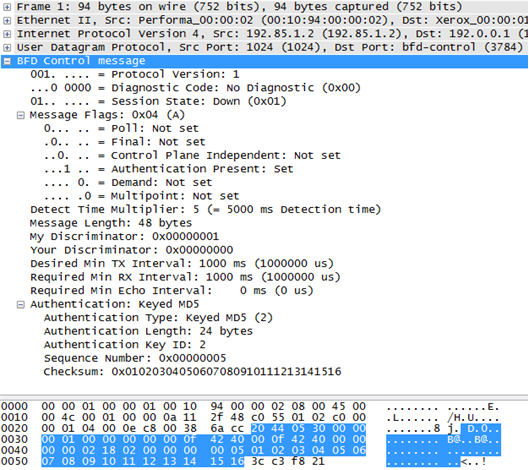 Frame 1: 94 bytes on wire (752 bits), 94 bytes captured (752 bits)
Ethernet II, Src: Performa_00:00:02 (00:10:94:00:00:02), Dst: Xerox_00:00:01
Internet Protocol Version 4, Src: 192.85.1.2 (192.85.1.2), Dst: 192.0.0.1 (1
User Datagram Protocol, Src Port: 1024 (1024), Dst Port: bfd-control (3784)
BFD Control message
001. .... = Protocol Version: 1
...0 0000 = Diagnostic Code: No Diagnostic (0x00)
01.. .... = Session State: Down (0x01)
Message Flags: 0x04 (A)
0... .. = Poll: Not set
.0.. .. = Final: Not set
..0. .. = Control Plane Independent: Not set
...1 .. = Authentication Present: Set
.... 0. = Demand: Not set
.... .0 = Multipoint: Not set
Detect Time Multiplier: 5 (= 5000 ms Detection time)
Message Length: 48 bytes
My Discriminator: 0x00000001
Your Discriminator: 0x00000000
Desired Min TX Interval: 1000 ms (1000000 us)
Required Min RX Interval: 1000 ms (1000000 us)
Required Min Echo Interval:    0 ms (0 us)
Authentication: Keyed MD5
Authentication Type: Keyed MD5 (2)
Authentication Length: 24 bytes
Authentication Key ID: 2
Sequence Number: 0x00000005
Checksum: 0x01020304050607080910111213141516
0000  00 00 01 00 00 01 00 10  94 00 00 02 08 00 45 00   ........ ......E.
0010  00 4c 00 01 00 00 0a 11  2f 48 c0 55 01 02 c0 00   .L...... /H.U....
0020  00 01 04 00 0e c8 00 38  6a cc 20 44 05 30 00 00   .......8 j. D.0..
0030  00 01 00 00 00 00 00 0f  42 40 00 0f 42 40 00 00   ........ B@..B@..
0040  00 00 02 18 02 00 00 00  00 05 01 02 03 04 05 06   ........ ........
0050  07 08 09 10 11 12 13 14  15 16 3c c3 f8 21         ........ ..<..!